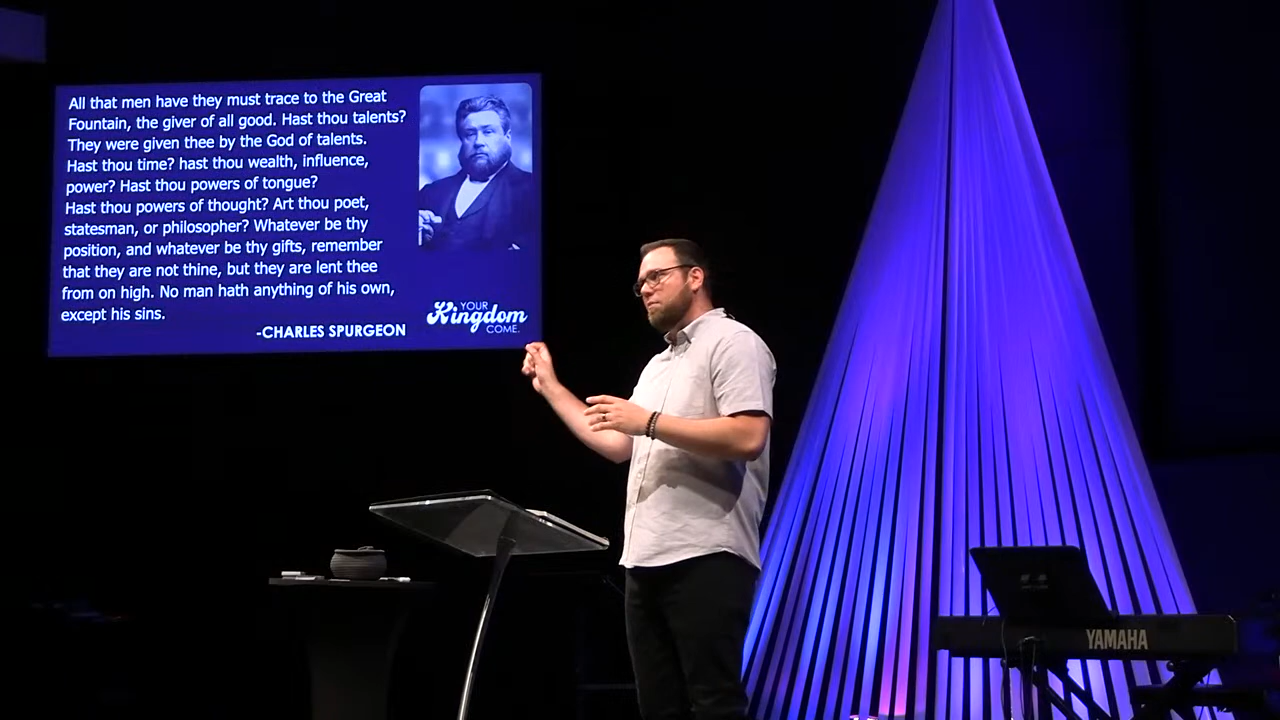 All that men have they must trace to the Great
Fountain, the giver of all good. Hast thou talents?
They were given thee by the God of talents.
Hast thou time? hast thou wealth, influence,
power? Hast thou powers of tongue?
Hast thou powers of thought? Art thou poet,
statesman, or philosopher? Whatever be thy
position, and whatever be thy gifts, remember
that they are not thine, but they are lent thee
from on high. No man hath anything of his own,
except his sins.
-CHARLES SPURGEON
YOUR
Kingdom
COME.
YAMAHA